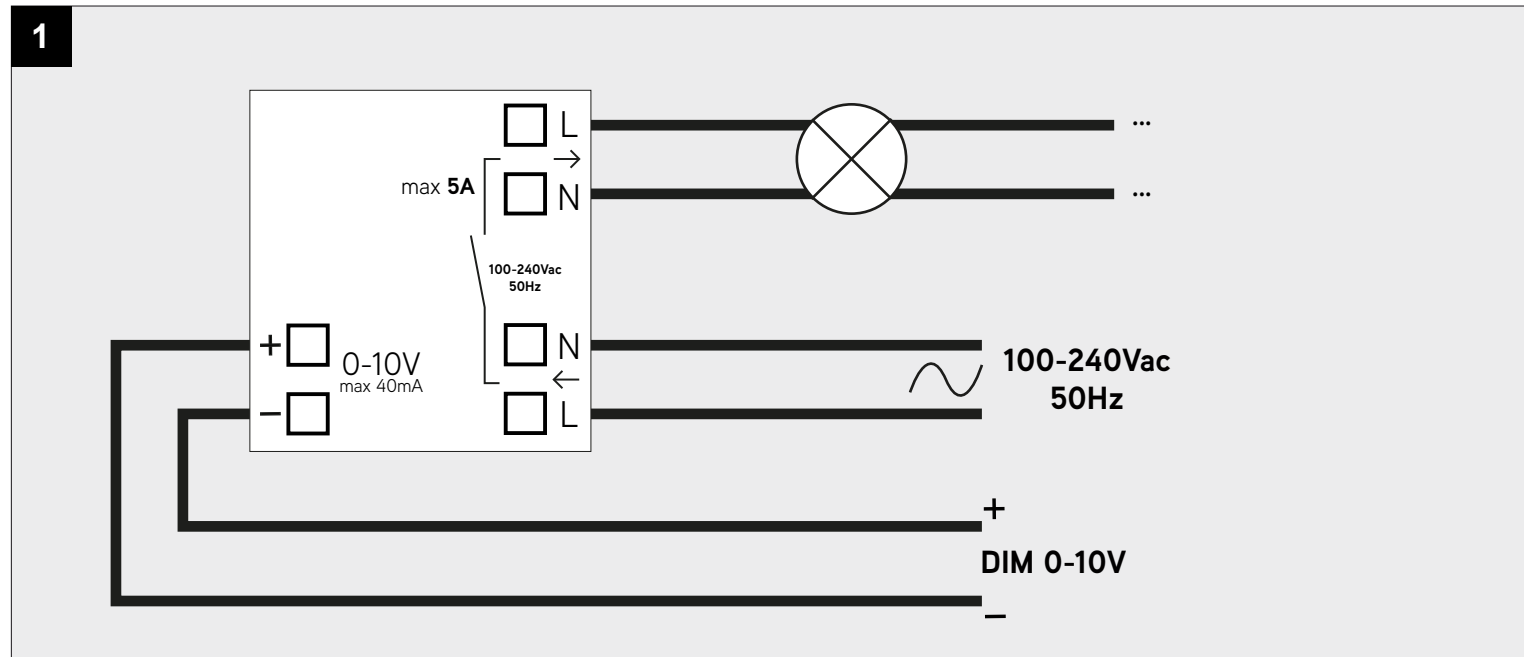 1
L
...
max 5A
N
...
100-240Vac
50Hz
+
N
0-10V
max 40mA
100-240Vac
50Hz
−
L
+
DIM 0-10V
−